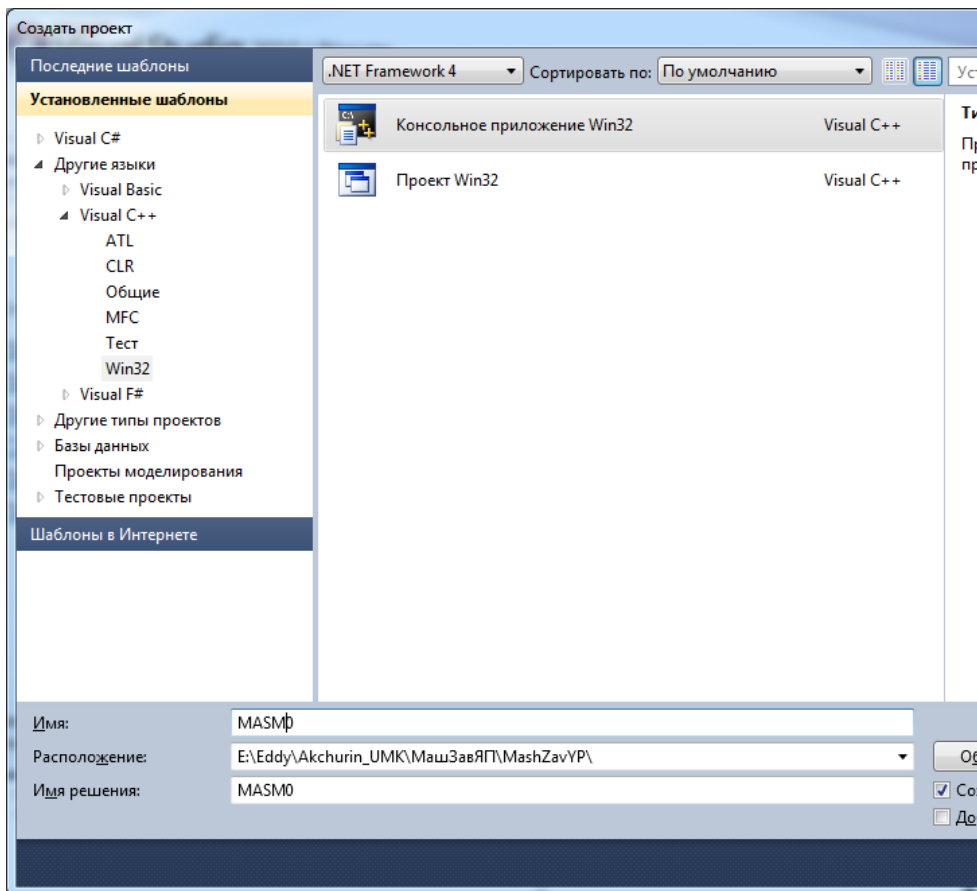 Создать проект
Последние шаблоны
Установленные шаблоны
Visual C#
Другие языки
Visual Basic
Visual C++
ATL
CLR
Общие
MFC
Тест
Win32
Visual F#
Другие типы проектов
Базы данных
Проекты моделирования
Тестовые проекты
Шаблоны в Интернете
.NET Framework 4 Сортировать по: По умолчанию
Консольное приложение Win32 Visual C++
Проект Win32 Visual C++
Имя: MASM0
Расположение: E:\Eddy\Akchurin_UMK\МашЗавЯП\MashZavYP\
Имя решения: MASM0